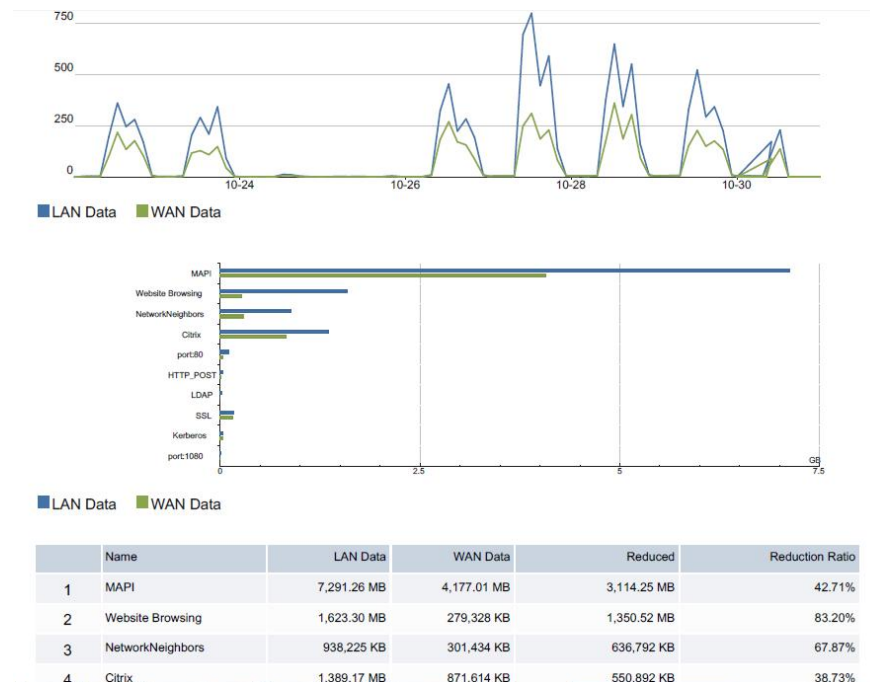 750
500
250
0
10-24 10-26 10-28 10-30
LAN Data WAN Data
MAPI
Website Browsing
NetworkNeighbors
Citrix
port:80
HTTP_POST
LDAP
SSL
Kerberos
port:1080
GB
0 2.5 5 7.5
LAN Data WAN Data
Name LAN Data WAN Data Reduced Reduction Ratio
1 MAPI 7,291.26 MB 4,177.01 MB 3,114.25 MB 42.71%
2 Website Browsing 1,623.30 MB 279,328 KB 1,350.52 MB 83.20%
3 NetworkNeighbors 938,225 KB 301,434 KB 636,792 KB 67.87%
4 Citrix 1,389.17 MB 871,614 KB 550,892 KB 38.73%